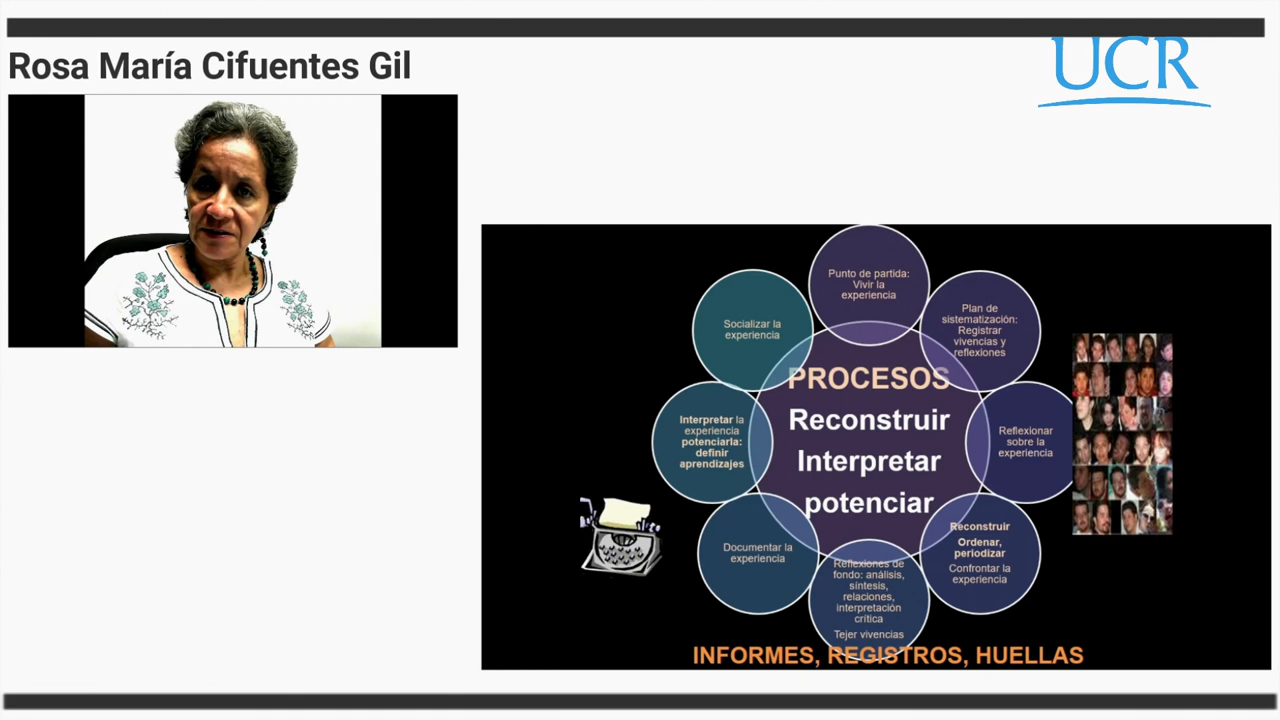 Rosa María Cifuentes Gil
UCR
Punto de partida:
Vivir la
experiencia
Plan de
sistematización:
Registrar
vivencias y
reflexiones
Reflexionar
sobre la
experiencia
Reconstruir
Ordenar,
periodizar
Confrontar la
experiencia
Reflexiones de
fondo: análisis,
síntesis,
relaciones,
interpretación
crítica
Tejer vivencias
Documentar la
experiencia
Interpretar la
experiencia
potenciarla:
definir
aprendizajes
Socializar la
experiencia
PROCESOS
Reconstruir
Interpretar
potenciar
INFORMES, REGISTROS, HUELLAS